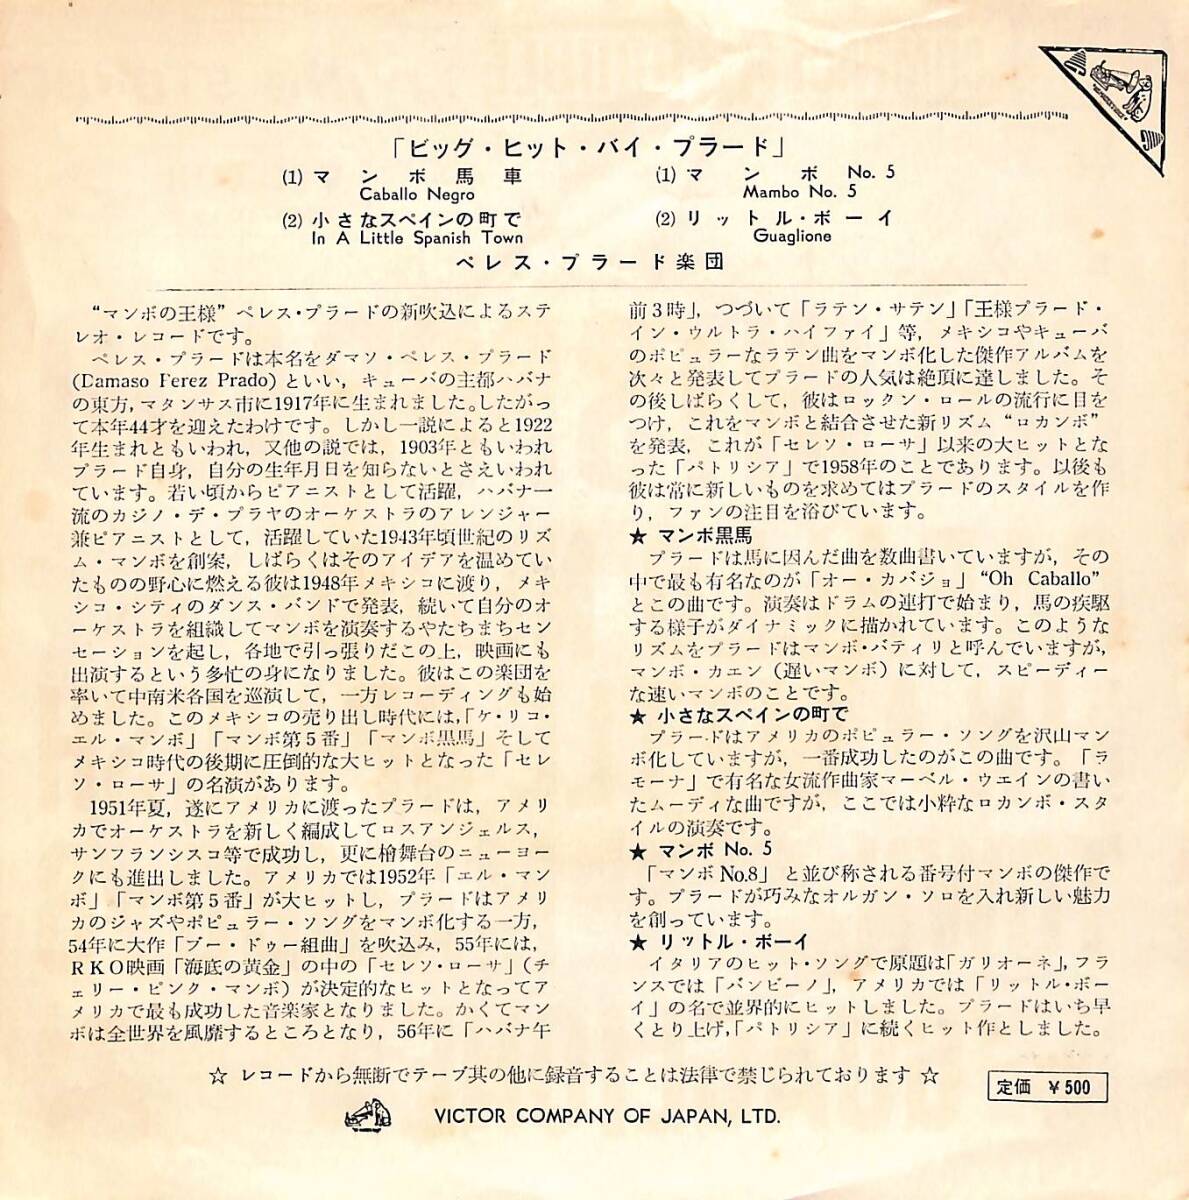 「ビッグ・ヒット・バイ・プラード」
(1) マンボ馬車
Caballo Negro
(2) 小さなスペインの町で
In A Little Spanish Town
(1) マンボ No. 5
Mambo No. 5
(2) リットル・ボーイ
Guaglione
ペレス・プラード楽団
“マンボの王様” ペレス・プラードの新吹込によるステ
レオ・レコードです。
ペレス・プラードは本名をダマソ・ペレス・プラード
(Damaso Perez Prado) といい，キューバの主都ハバナ
の東方，マタンサス市に1917年に生まれました。したがっ
て本年44才を迎えたわけです。しかし一説によると1922
年生まれともいわれ，又他の説では，1903年ともいわれ
プラード自身，自分の生年月日を知らないとさえいわれ
ています。若い頃からピアニストとして活躍，ハバナ一
流のカジノ・デ・プラヤのオーケストラのアレンジャー
兼ピアニストとして，活躍していた1943年頃世紀のリズ
ム・マンボを創案，しばらくはそのアイデアを温めてい
たものの野心に燃える彼は1948年メキシコに渡り，メキ
シコ・シティのダンス・バンドで発表，続いて自分のオ
ーケストラを組織してマンボを演奏するやたちまちセン
セーションを起し，各地で引っ張りだこの上，映画にも
出演するという多忙の身になりました。彼はこの楽団を
率いて中南米各国を巡演して，一方レコーディングも始
めました。このメキシコの売り出し時代には，「ケ・リコ・
エル・マンボ」「マンボ第5番」「マンボ黒馬」そして
メキシコ時代の後期に圧倒的な大ヒットとなった「セレ
ソ・ローサ」の名演があります。
1951年夏，遂にアメリカに渡ったプラードは，アメリ
カでオーケストラを新しく編成してロスアンジェルス，
サンフランシスコ等で成功し，更に檜舞台のニューヨー
クにも進出しました。アメリカでは1952年「エル・マン
ボ」「マンボ第5番」が大ヒットし，プラードはアメリ
カのジャズやポピュラー・ソングをマンボ化する一方，
54年に大作「ブー・ドゥー組曲」を吹込み，55年には，
RKO映画「海底の黄金」の中の「セレソ・ローサ」(チ
ェリー・ピンク・マンボ) が決定的なヒットとなってア
メリカで最も成功した音楽家となりました。かくてマン
ボは全世界を風靡するところとなり，56年に「ハバナ午
前3時」，つづいて「ラテン・サテン」「王様プラード・
イン・ウルトラ・ハイファイ」等，メキシコやキューバ
のポピュラーなラテン曲をマンボ化した傑作アルバムを
次々と発表してプラードの人気は絶頂に達しました。そ
の後しばらくして，彼はロックン・ロールの流行に目を
つけ，これをマンボと結合させた新リズム “ロカンボ”
を発表，これが「セレソ・ローサ」以来の大ヒットとな
った「パトリシア」で1958年のことであります。以後も
彼は常に新しいものを求めてはプラードのスタイルを作
り，ファンの注目を浴びています。
★ マンボ黒馬
プラードは馬に因んだ曲を数曲書いていますが，その
中で最も有名なのが「オー・カバジョ」“Oh Caballo”
とこの曲です。演奏はドラムの連打で始まり，馬の疾駆
する様子がダイナミックに描かれています。このような
リズムをプラードはマンボ・バティリと呼んでいますが，
マンボ・カエン (遅いマンボ) に対して，スピーディー
な速いマンボのことです。
★ 小さなスペインの町で
プラードはアメリカのポピュラー・ソングを沢山マン
ボ化していますが，一番成功したのがこの曲です。「ラ
モーナ」で有名な女流作曲家マーベル・ウエインの書い
たムーディな曲ですが，ここでは小粋なロカンボ・スタ
イルの演奏です。
★ マンボ No. 5
「マンボ No.8」と並び称される番号付マンボの傑作で
す。プラードが巧みなオルガン・ソロを入れ新しい魅力
を創っています。
★ リットル・ボーイ
イタリアのヒット・ソングで原題は「ガリオーネ」，フラ
ンスでは「バンビーノ」，アメリカでは「リットル・ボー
イ」の名で並界的にヒットしました。プラードはいち早
くとり上げ，「パトリシア」に続くヒット作としました。
☆ レコードから無断でテープ其の他に録音することは法律で禁じられております ☆
定価 ￥500
VICTOR COMPANY OF JAPAN, LTD.